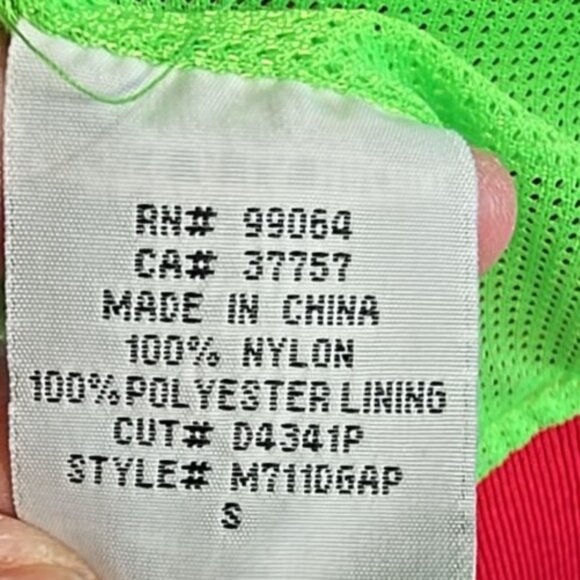 RN# 99064
CA# 37757
MADE IN CHINA
100% NYLON
100% POLYESTER LINING
CUT# D4341P
STYLE# M711DGAP
S